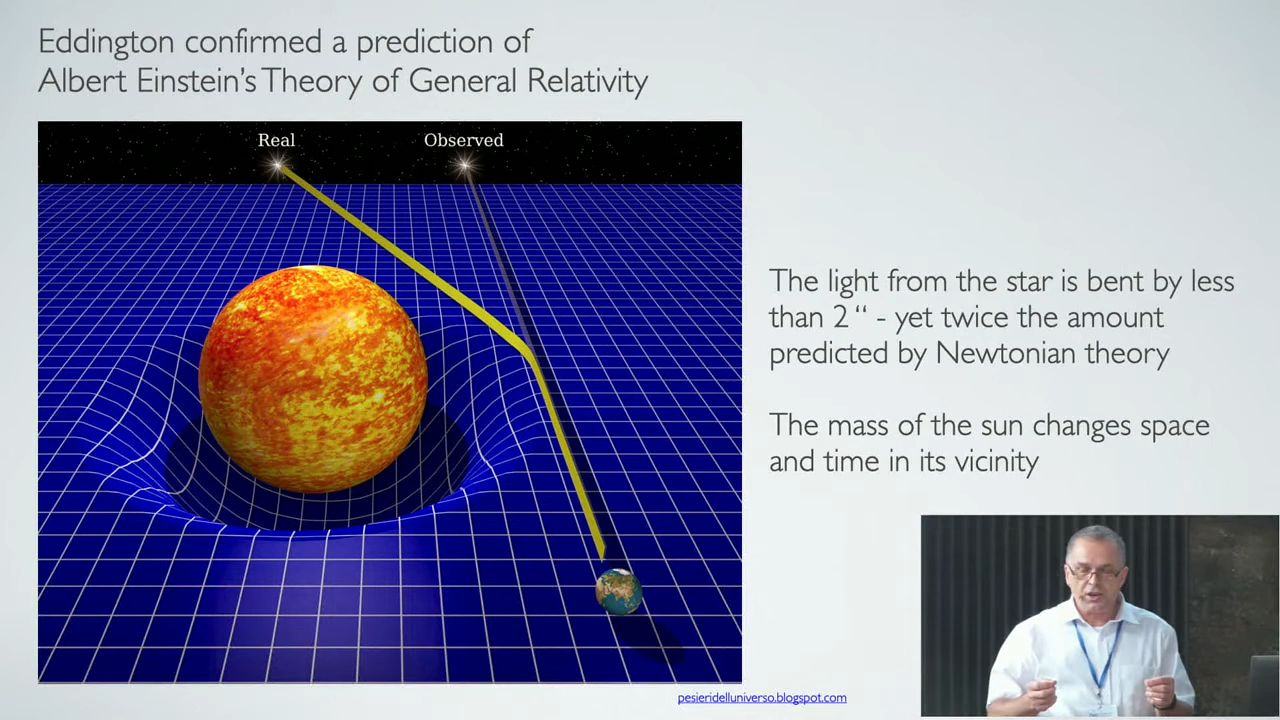 Eddington confirmed a prediction of
Albert Einstein's Theory of General Relativity
Real
Observed
The light from the star is bent by less
than 2 “ - yet twice the amount
predicted by Newtonian theory
The mass of the sun changes space
and time in its vicinity
pesieridelluniverso.blogspot.com